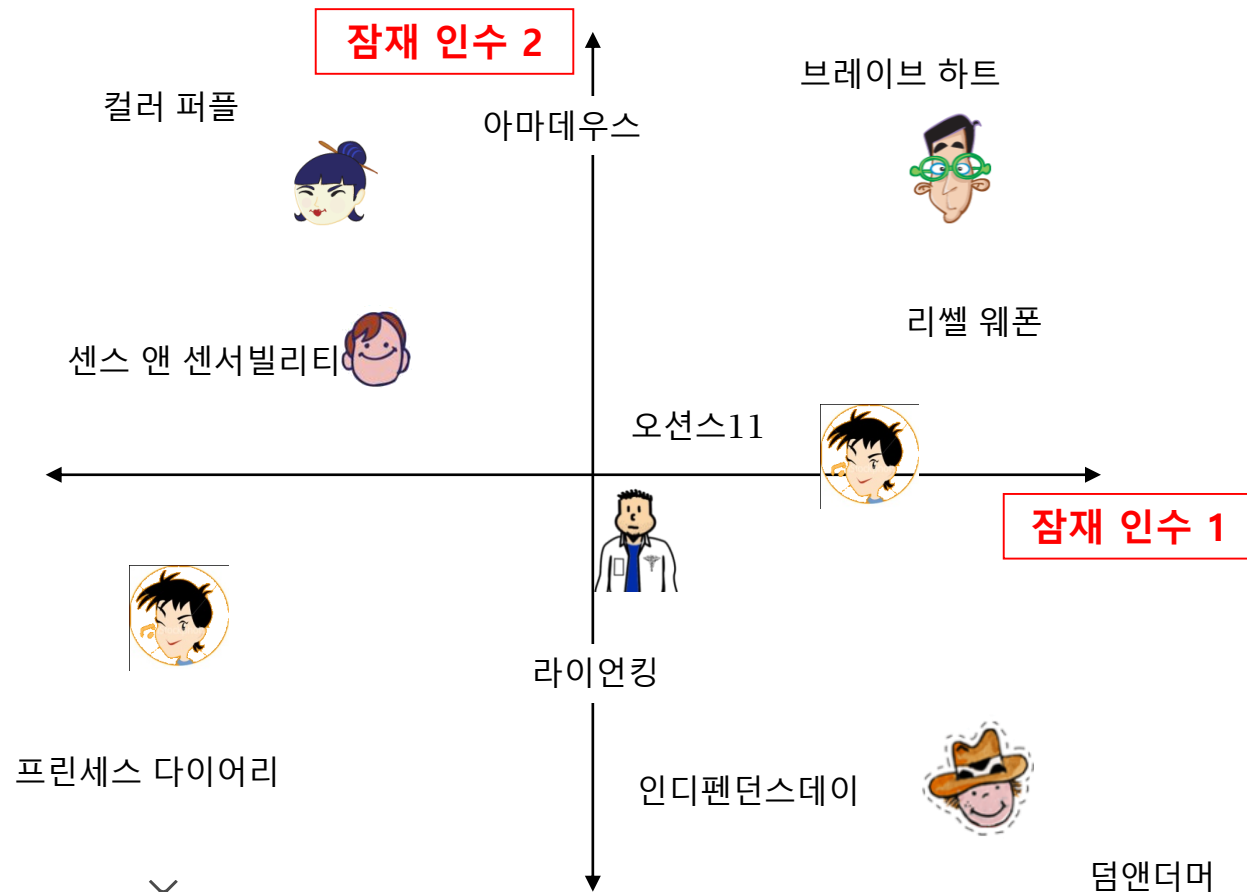 잠재 인수 2
브레이브 하트
컬러 퍼플
아마데우스
리쎌 웨폰
센스 앤 센서빌리티
오션스11
잠재 인수 1
라이언킹
프린세스 다이어리
인디펜던스데이
덤앤더머